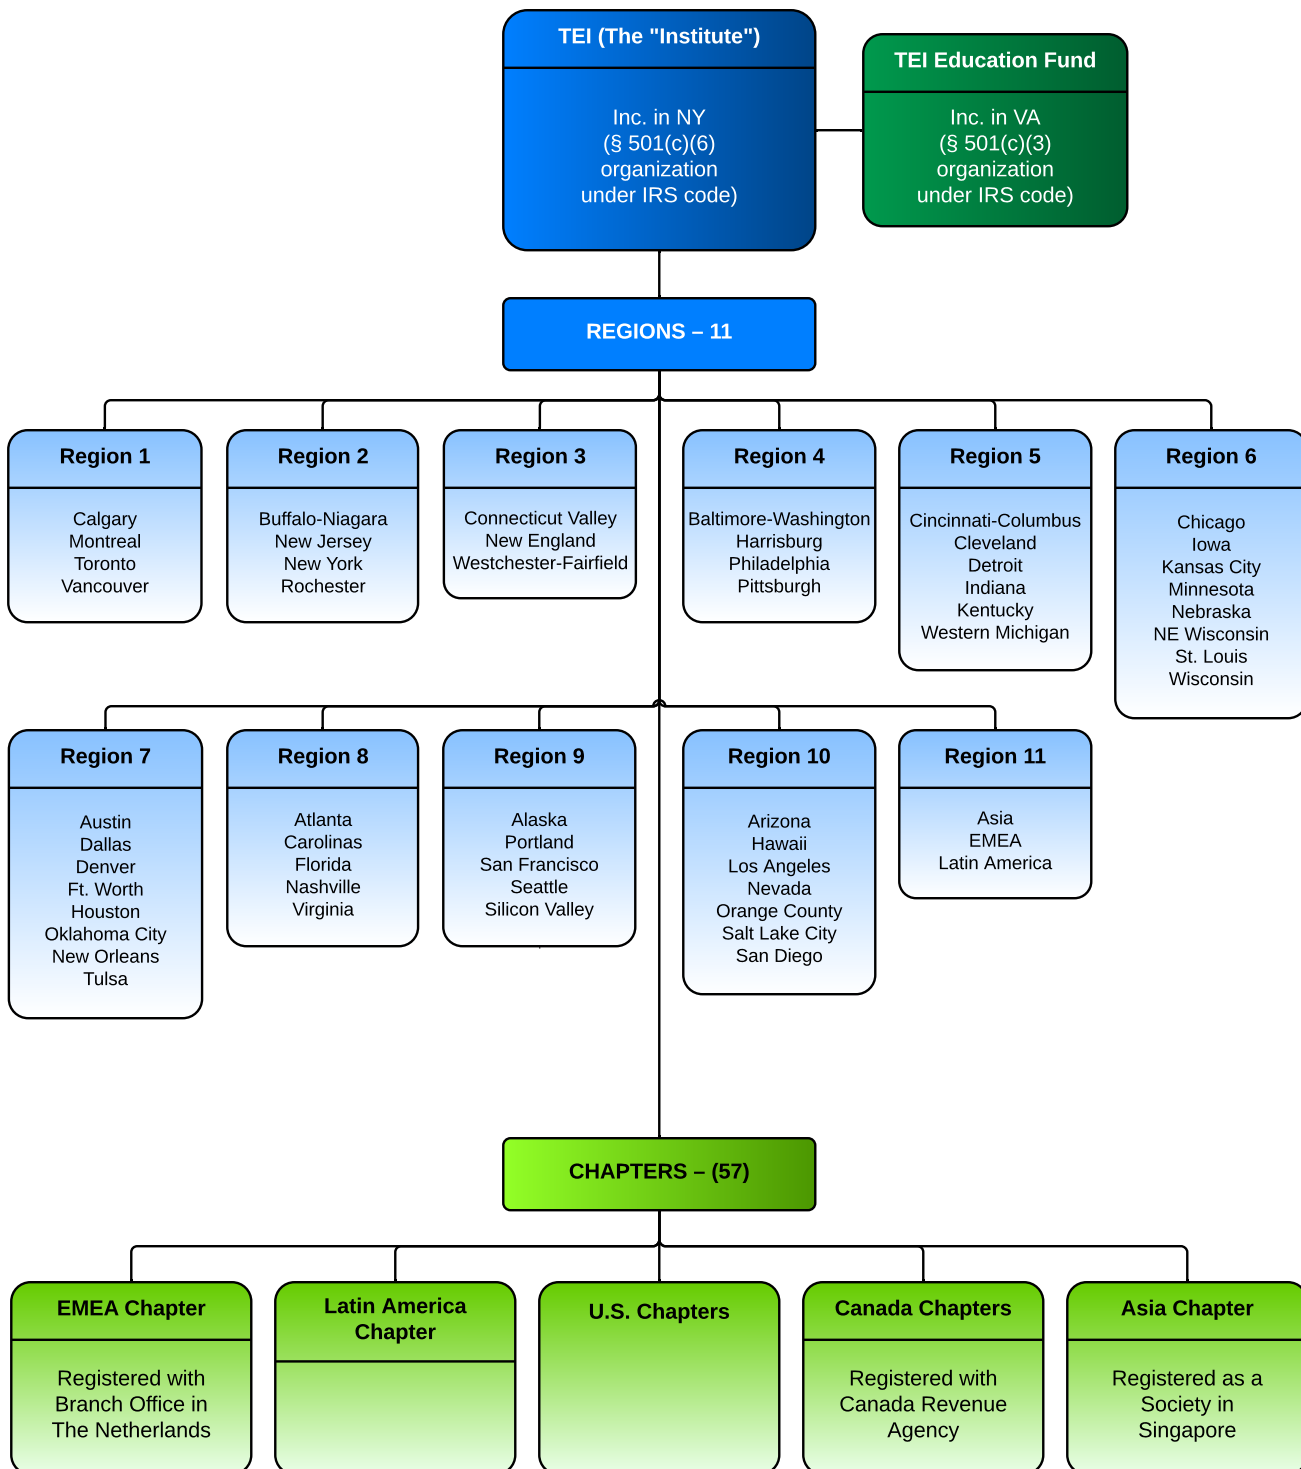 TEI (The "Institute")
Inc. in NY
(§ 501(c)(6)
organization
under IRS code)
TEI Education Fund
Inc. in VA
(§ 501(c)(3)
organization
under IRS code)
REGIONS – 11
Region 1
Calgary
Montreal
Toronto
Vancouver
Region 2
Buffalo-Niagara
New Jersey
New York
Rochester
Region 3
Connecticut Valley
New England
Westchester-Fairfield
Region 4
Baltimore-Washington
Harrisburg
Philadelphia
Pittsburgh
Region 5
Cincinnati-Columbus
Cleveland
Detroit
Indiana
Kentucky
Western Michigan
Region 6
Chicago
Iowa
Kansas City
Minnesota
Nebraska
NE Wisconsin
St. Louis
Wisconsin
Region 7
Austin
Dallas
Denver
Ft. Worth
Houston
Oklahoma City
New Orleans
Tulsa
Region 8
Atlanta
Carolinas
Florida
Nashville
Virginia
Region 9
Alaska
Portland
San Francisco
Seattle
Silicon Valley
Region 10
Arizona
Hawaii
Los Angeles
Nevada
Orange County
Salt Lake City
San Diego
Region 11
Asia
EMEA
Latin America
CHAPTERS – (57)
EMEA Chapter
Registered with
Branch Office in
The Netherlands
Latin America
Chapter
U.S. Chapters
Canada Chapters
Registered with
Canada Revenue
Agency
Asia Chapter
Registered as a
Society in
Singapore